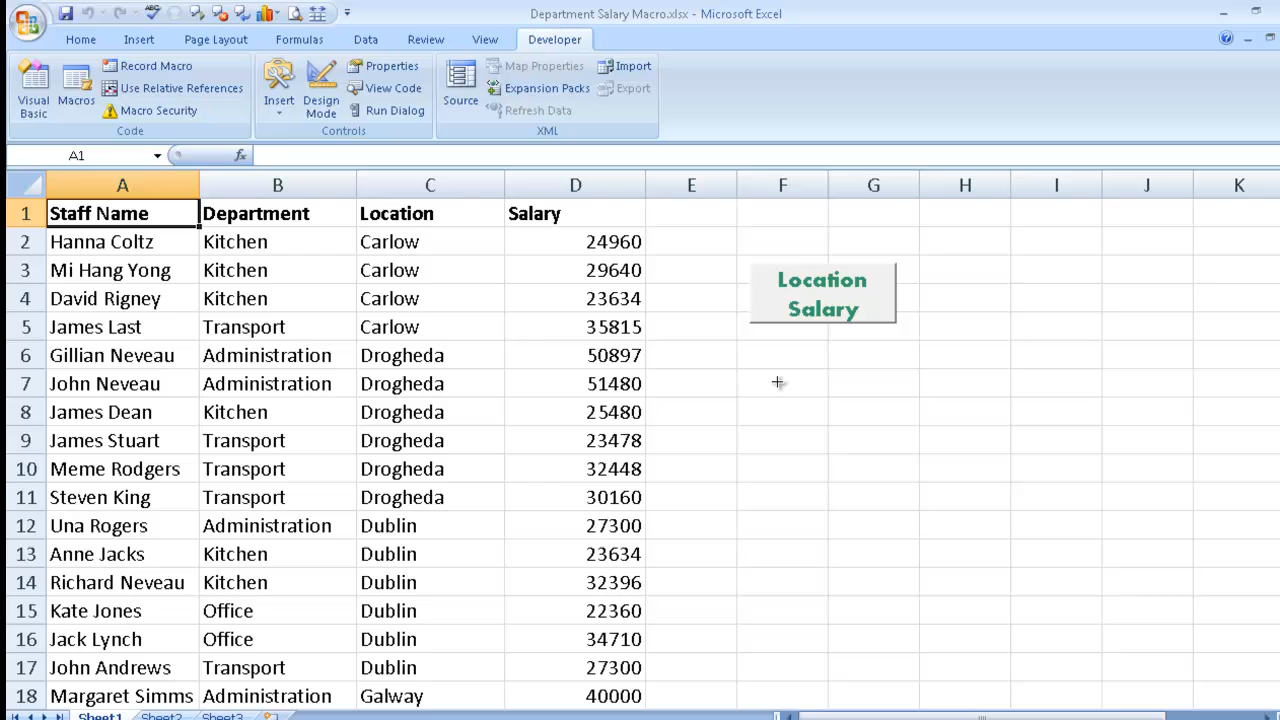 Department Salary Macro.xlsx - Microsoft Excel
Home Insert Page Layout Formulas Data Review View Developer
Visual Basic
Macros
Record Macro
Use Relative References
Macro Security
Code
Insert
Design Mode
Properties
View Code
Run Dialog
Controls
Source
Map Properties
Expansion Packs
Refresh Data
Import
Export
XML
A1 fx
A B C D E F G H I J K
1 Staff Name Department Location Salary
2 Hanna Coltz Kitchen Carlow 24960
3 Mi Hang Yong Kitchen Carlow 29640
4 David Rigney Kitchen Carlow 23634
5 James Last Transport Carlow 35815
6 Gillian Neveau Administration Drogheda 50897
7 John Neveau Administration Drogheda 51480
8 James Dean Kitchen Drogheda 25480
9 James Stuart Transport Drogheda 23478
10 Meme Rodgers Transport Drogheda 32448
11 Steven King Transport Drogheda 30160
12 Una Rogers Administration Dublin 27300
13 Anne Jacks Kitchen Dublin 23634
14 Richard Neveau Kitchen Dublin 32396
15 Kate Jones Office Dublin 22360
16 Jack Lynch Office Dublin 34710
17 John Andrews Transport Dublin 27300
18 Margaret Simms Administration Galway 40000
Location
Salary
Sheet1 Sheet2 Sheet3